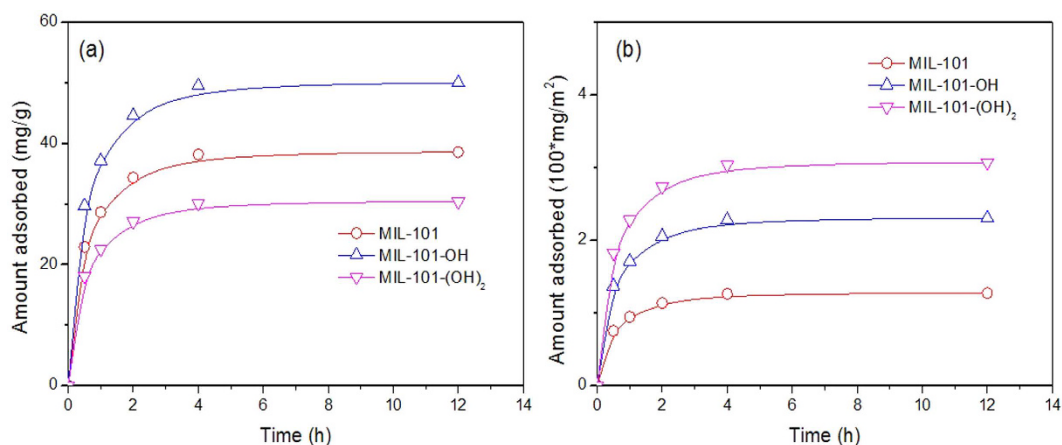 (a)
60
40
20
0
Amount adsorbed (mg/g)
MIL-101
MIL-101-OH
MIL-101-(OH)₂
0 2 4 6 8 10 12 14
Time (h)
(b)
4
2
0
Amount adsorbed (100*mg/m²)
MIL-101
MIL-101-OH
MIL-101-(OH)₂
0 2 4 6 8 10 12 14
Time (h)